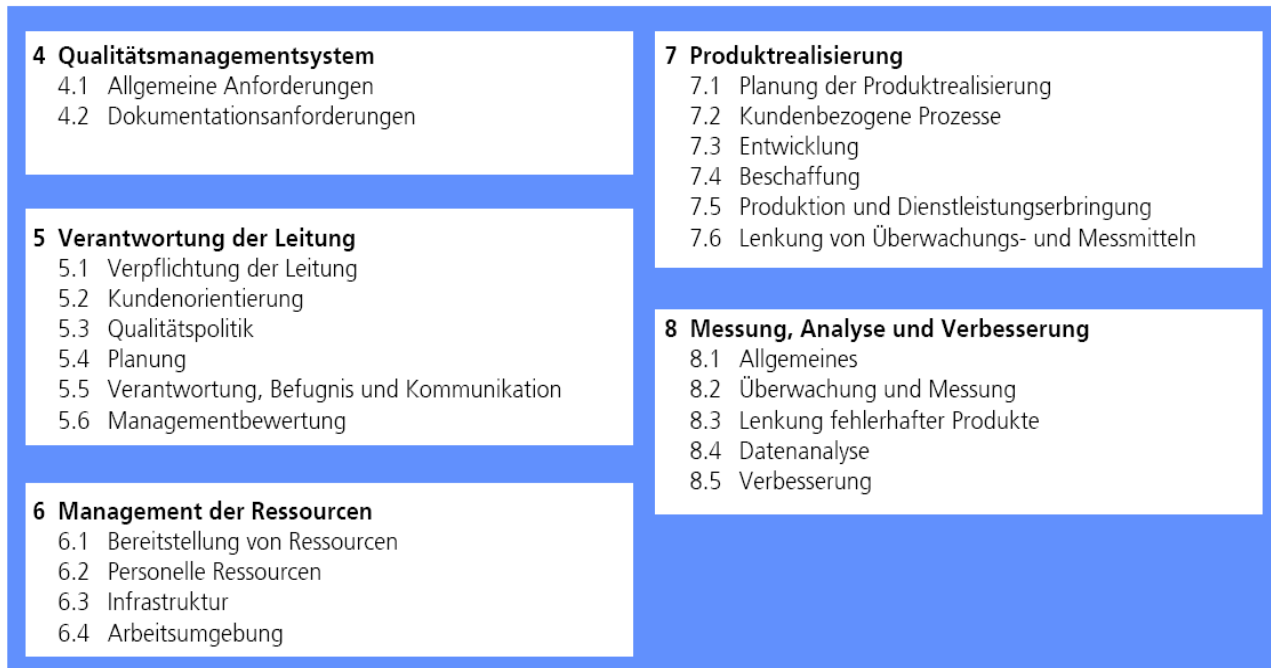 4 Qualitätsmanagementsystem
4.1 Allgemeine Anforderungen
4.2 Dokumentationsanforderungen
5 Verantwortung der Leitung
5.1 Verpflichtung der Leitung
5.2 Kundenorientierung
5.3 Qualitätspolitik
5.4 Planung
5.5 Verantwortung, Befugnis und Kommunikation
5.6 Managementbewertung
6 Management der Ressourcen
6.1 Bereitstellung von Ressourcen
6.2 Personelle Ressourcen
6.3 Infrastruktur
6.4 Arbeitsumgebung
7 Produktrealisierung
7.1 Planung der Produktrealisierung
7.2 Kundenbezogene Prozesse
7.3 Entwicklung
7.4 Beschaffung
7.5 Produktion und Dienstleistungserbringung
7.6 Lenkung von Überwachungs- und Messmitteln
8 Messung, Analyse und Verbesserung
8.1 Allgemeines
8.2 Überwachung und Messung
8.3 Lenkung fehlerhafter Produkte
8.4 Datenanalyse
8.5 Verbesserung